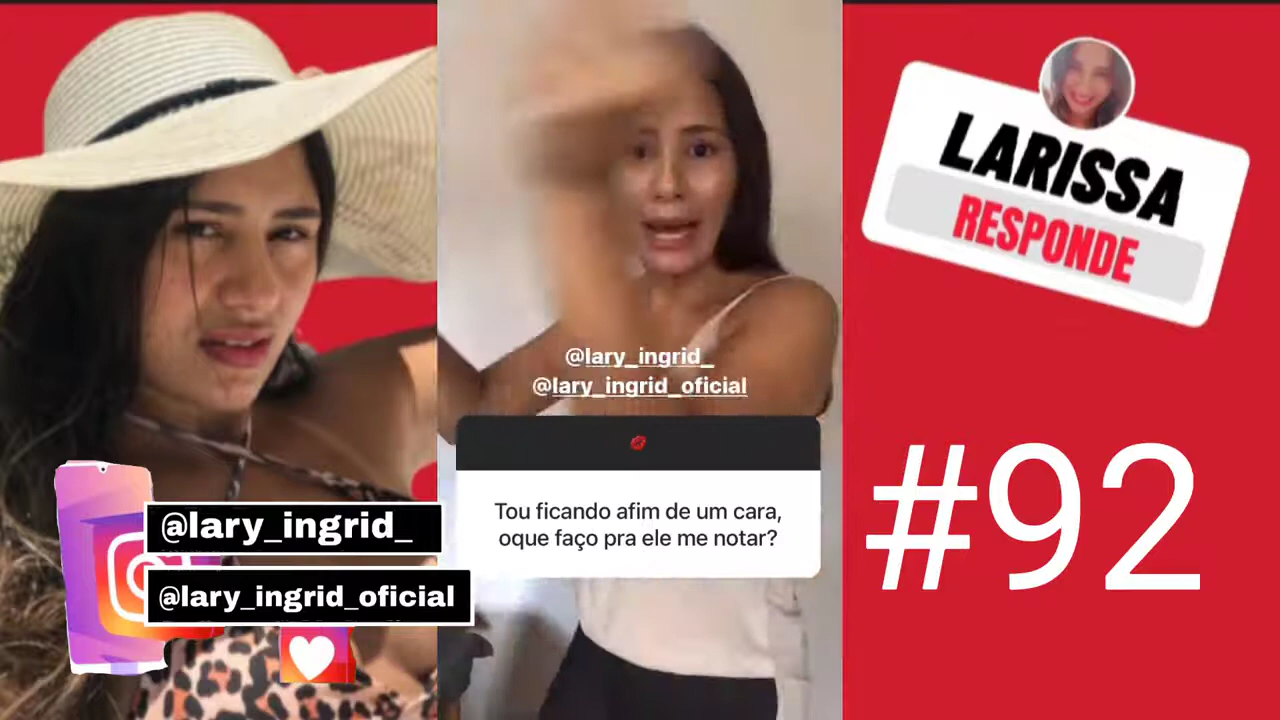 @lary_ingrid_
@lary_ingrid_oficial
@lary_ingrid_
@lary_ingrid_oficial
Tou ficando afim de um cara,
oque faço pra ele me notar?
LARISSA
RESPONDE
#92